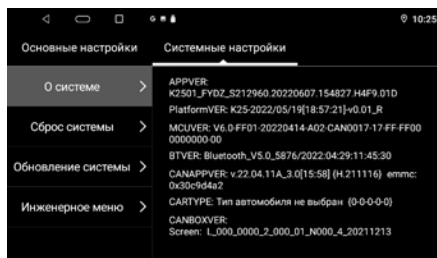 10:25
Основные настройки
Системные настройки
О системе
Сброс системы
Обновление системы
Инженерное меню
APPVER:
K2501_FYDZ_S212960.20220607.154827.H4F9.01D
PlatformVER: K25-2022/05/19[18:57:21]-v0.01_R
MCUVER: V6.0-FF01-20220414-A02-CAN0017-17-FF-FF00
0000000-00
BTVER: Bluetooth_V5.0_5876/2022:04:29:11:45:30
CANAPPVER: v.22.04.11A_3.0[15:58] (H.211116) emmc:
0x30c9d4a2
CARTYPE: Тип автомобиля не выбран (0-0-0-0)
CANBOXVER:
Screen: L_000_0000_2_000_01_N000_4_20211213